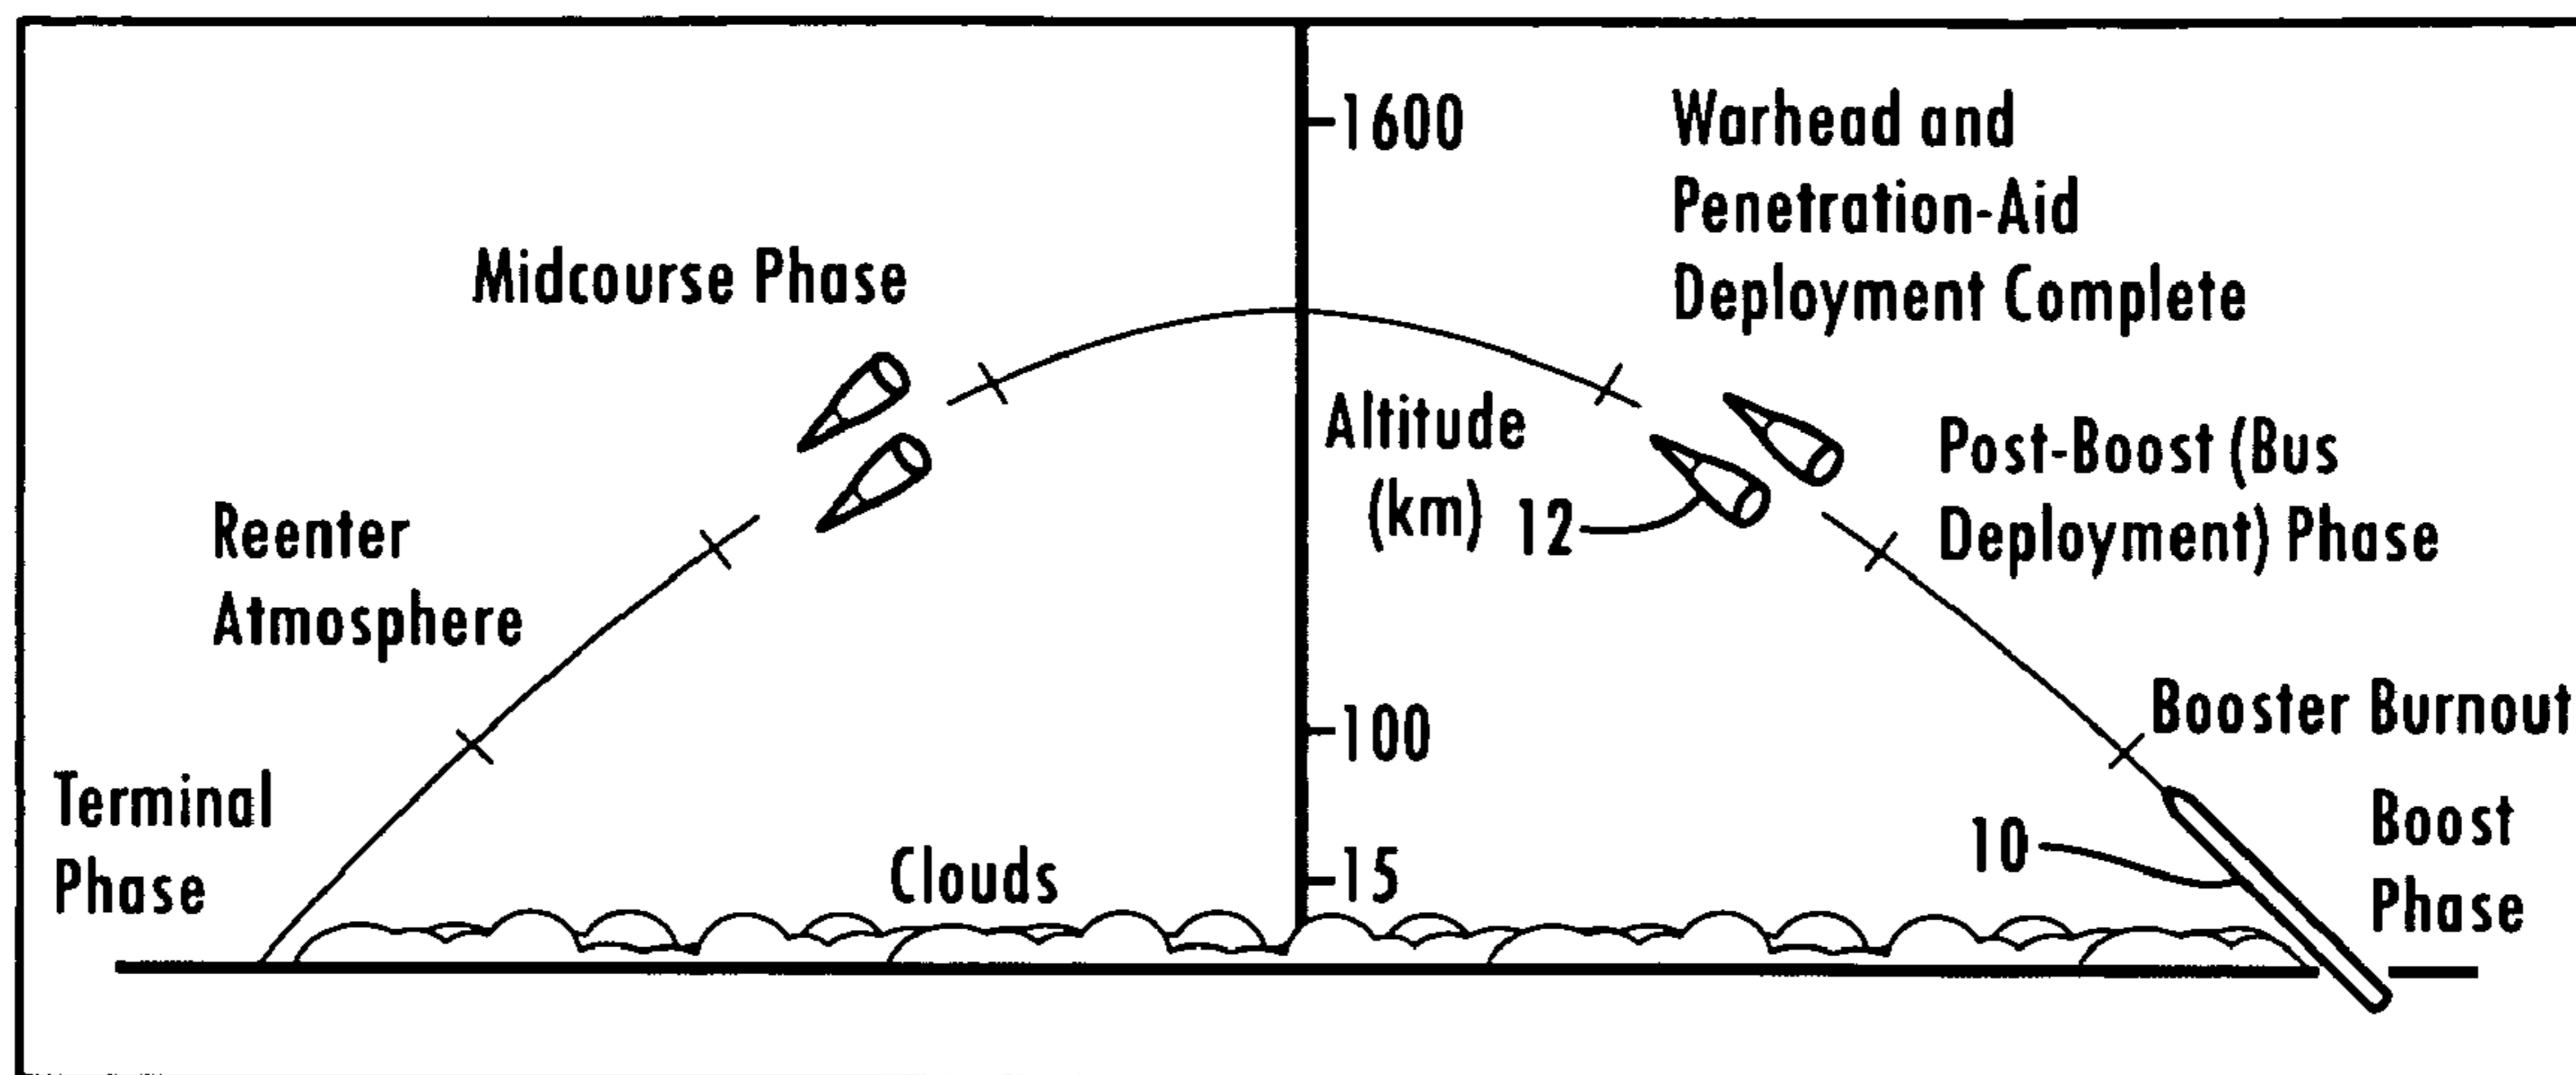 1600
Warhead and
Penetration-Aid
Deployment Complete
Midcourse Phase
Altitude
(km)
12
Post-Boost (Bus
Deployment) Phase
Reenter
Atmosphere
100
Booster Burnout
Terminal
Phase
Clouds
15
10
Boost
Phase